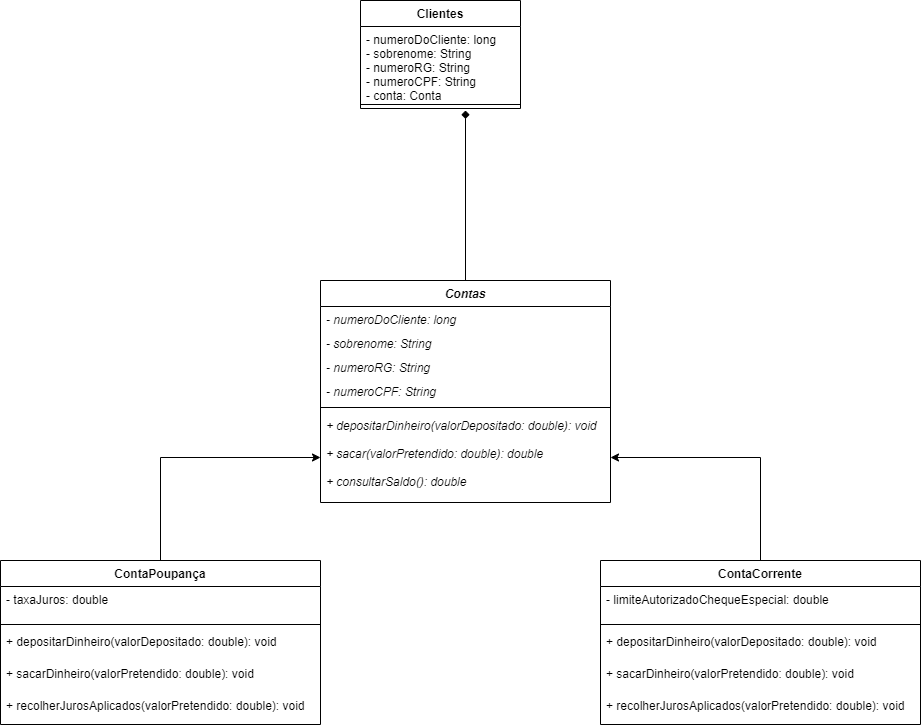 Clientes
- numeroDoCliente: long
- sobrenome: String
- numeroRG: String
- numeroCPF: String
- conta: Conta
Contas
- numeroDoCliente: long
- sobrenome: String
- numeroRG: String
- numeroCPF: String
+ depositarDinheiro(valorDepositado: double): void
+ sacar(valorPretendido: double): double
+ consultarSaldo(): double
ContaPoupança
- taxaJuros: double
+ depositarDinheiro(valorDepositado: double): void
+ sacarDinheiro(valorPretendido: double): void
+ recolherJurosAplicados(valorPretendido: double): void
ContaCorrente
- limiteAutorizadoChequeEspecial: double
+ depositarDinheiro(valorDepositado: double): void
+ sacarDinheiro(valorPretendido: double): void
+ recolherJurosAplicados(valorPretendido: double): void